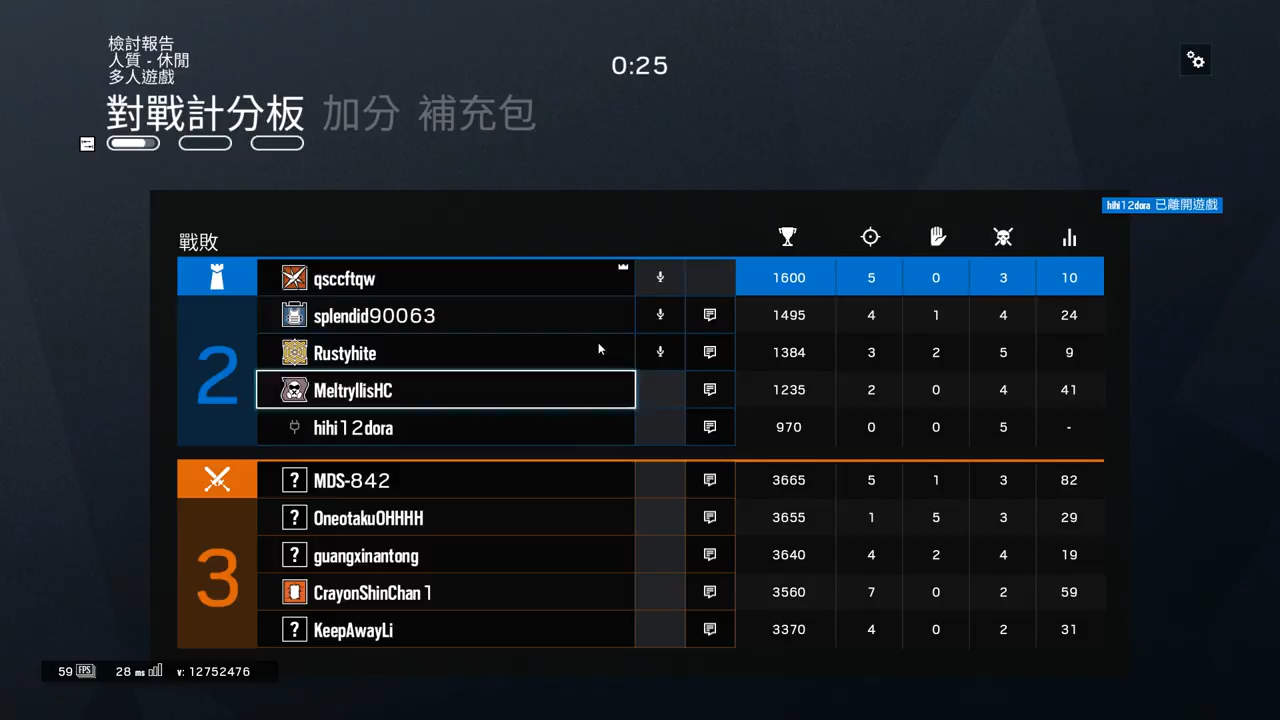 檢討報告
人質 - 休閒
多人遊戲
0:25
對戰計分板 加分 補充包
hihi12dora 已離開遊戲
戰敗
qsccftqw 1600 5 0 3 10
splendid90063 1495 4 1 4 24
2
Rustyhite 1384 3 2 5 9
MeltryllisHC 1235 2 0 4 41
hihi12dora 970 0 0 5 -
? MDS-842 3665 5 1 3 82
? OneotakuOHHHH 3655 1 5 3 29
3
? guangxinantong 3640 4 2 4 19
CrayonShinChan1 3560 7 0 2 59
? KeepAwayLi 3370 4 0 2 31
59 FPS 28 ms v: 12752476